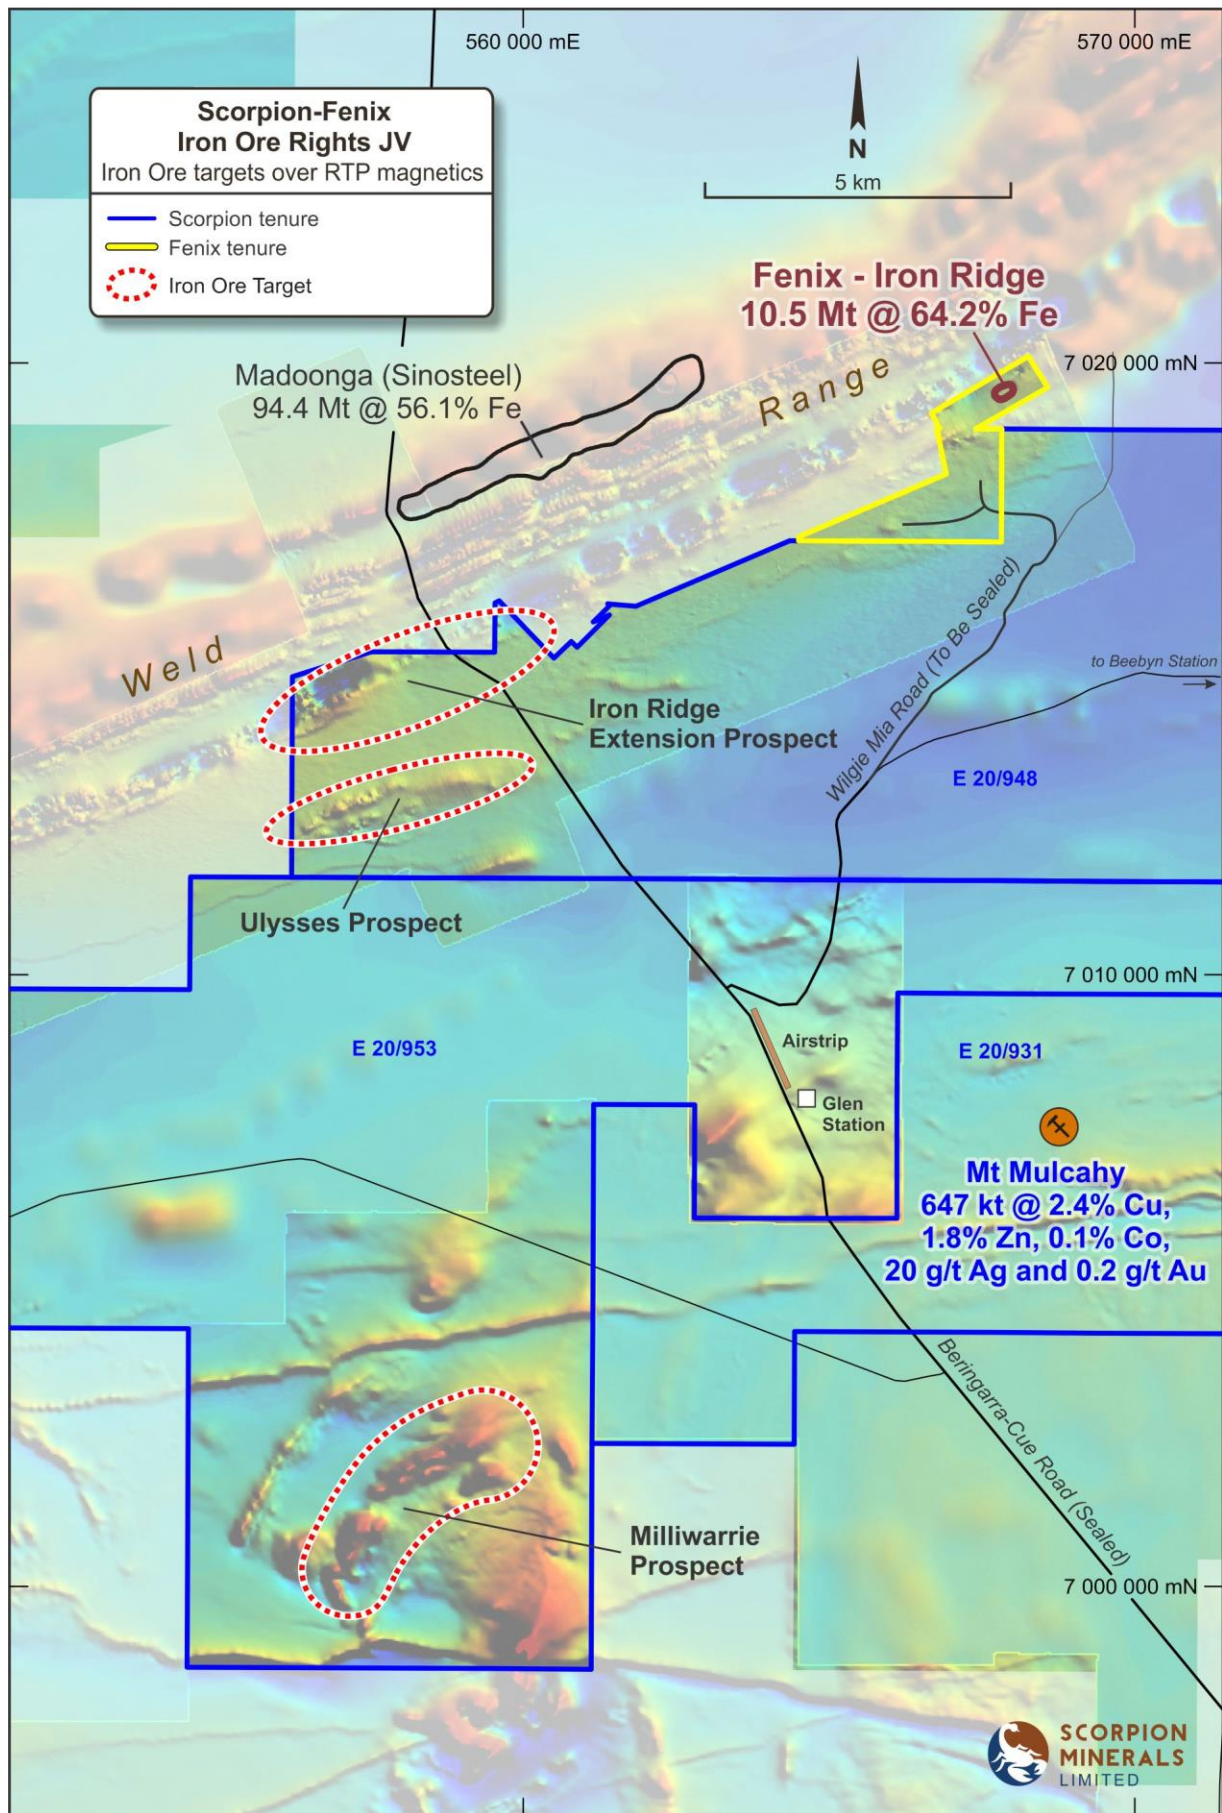 560 000 mE
570 000 mE
Scorpion-Fenix
Iron Ore Rights JV
Iron Ore targets over RTP magnetics
Scorpion tenure
Fenix tenure
Iron Ore Target
N
5 km
Fenix - Iron Ridge
10.5 Mt @ 64.2% Fe
7 020 000 mN
Madoonga (Sinosteel)
94.4 Mt @ 56.1% Fe
Range
Weld
to Beebyn Station
Iron Ridge
Extension Prospect
Wilgie Mia Road (To Be Sealed)
E 20/948
Ulysses Prospect
7 010 000 mN
E 20/953
Airstrip
E 20/931
Glen
Station
Mt Mulcahy
647 kt @ 2.4% Cu,
1.8% Zn, 0.1% Co,
20 g/t Ag and 0.2 g/t Au
Beringarra-Cue Road (Sealed)
Milliwarrie
Prospect
7 000 000 mN
SCORPION
MINERALS
LIMITED